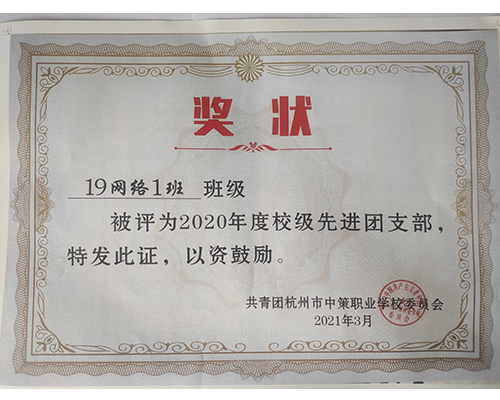 奖状
19网络1班 班级
被评为2020年度校级先进团支部，
特发此证，以资鼓励。
共青团杭州市中策职业学校委员会
2021年3月